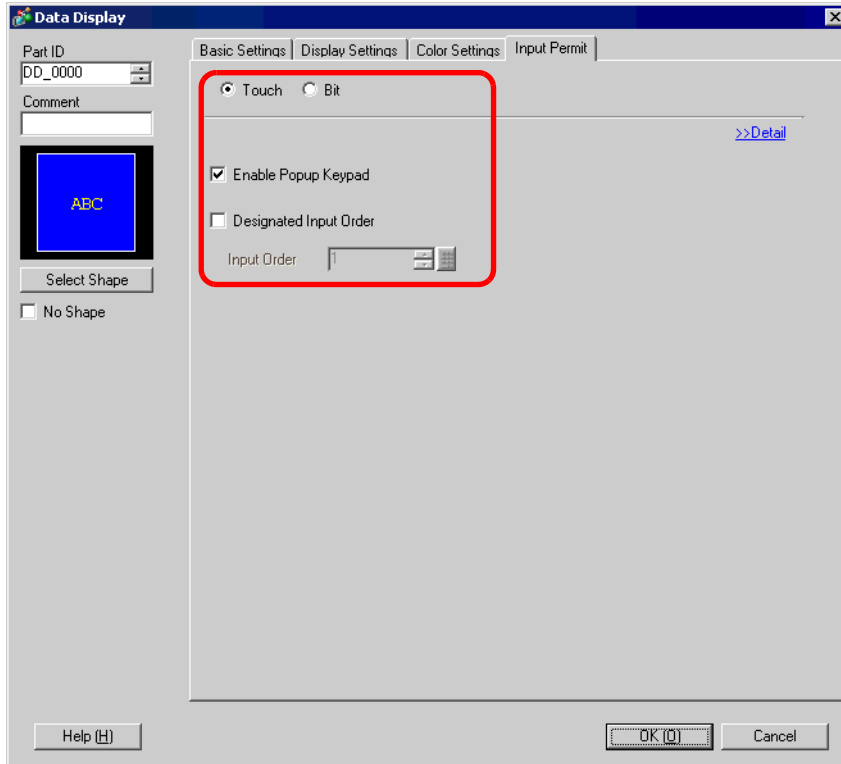 Data Display
Part ID
DD_0000
Comment
ABC
Select Shape
No Shape
Basic Settings Display Settings Color Settings Input Permit
Touch Bit
>>Detail
Enable Popup Keypad
Designated Input Order
Input Order 1
Help (H) OK (O) Cancel